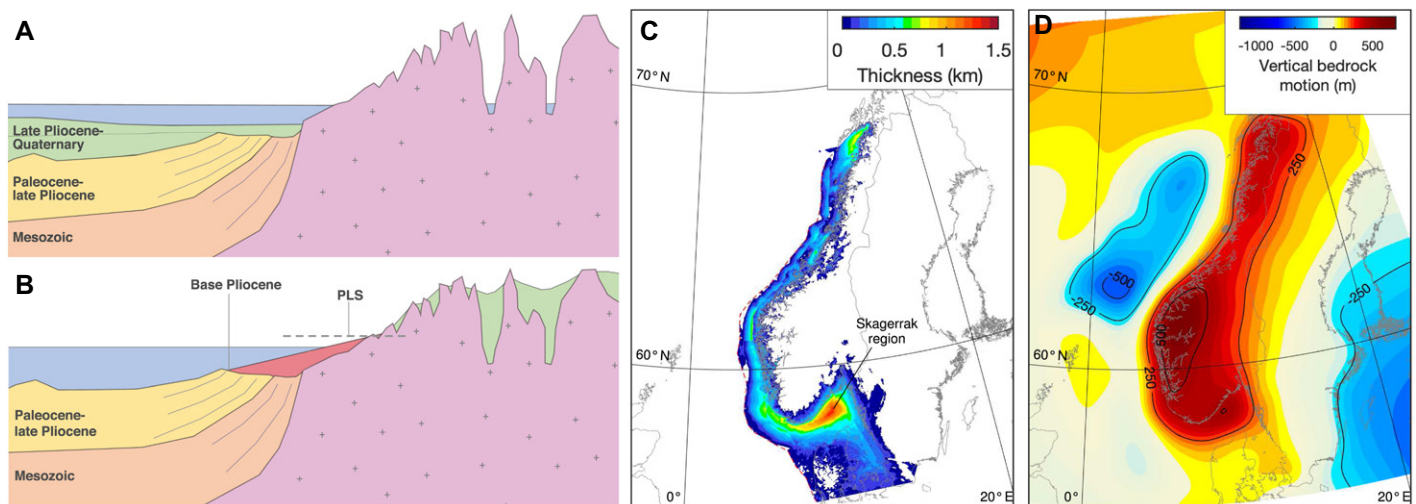 A
Late Pliocene-
Quaternary
Paleocene-
late Pliocene
Mesozoic
B
Base Pliocene
PLS
Paleocene-
late Pliocene
Mesozoic
C
0 0.5 1 1.5
Thickness (km)
70° N
60° N
Skagerrak
region
0°
20° E
D
-1000 -500 0 500
Vertical bedrock
motion (m)
70° N
60° N
250
-500
-250
500
250
-250
0
0°
20° E